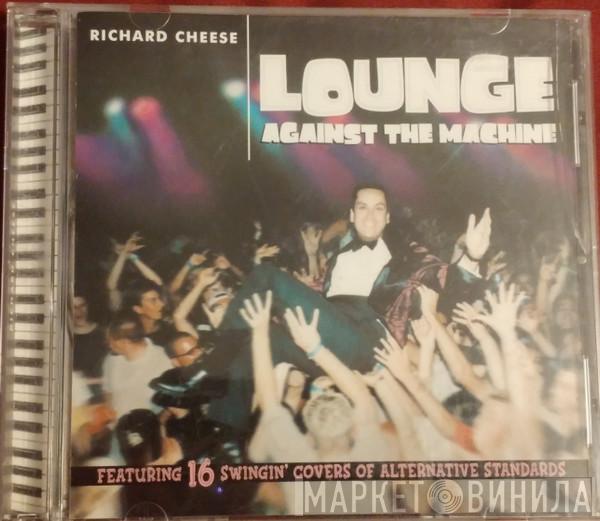 RICHARD CHEESE
LOUNGE
AGAINST THE MACHINE
FEATURING 16 SWINGIN' COVERS OF ALTERNATIVE STANDARDS
МАРКЕТ ВИНИЛА